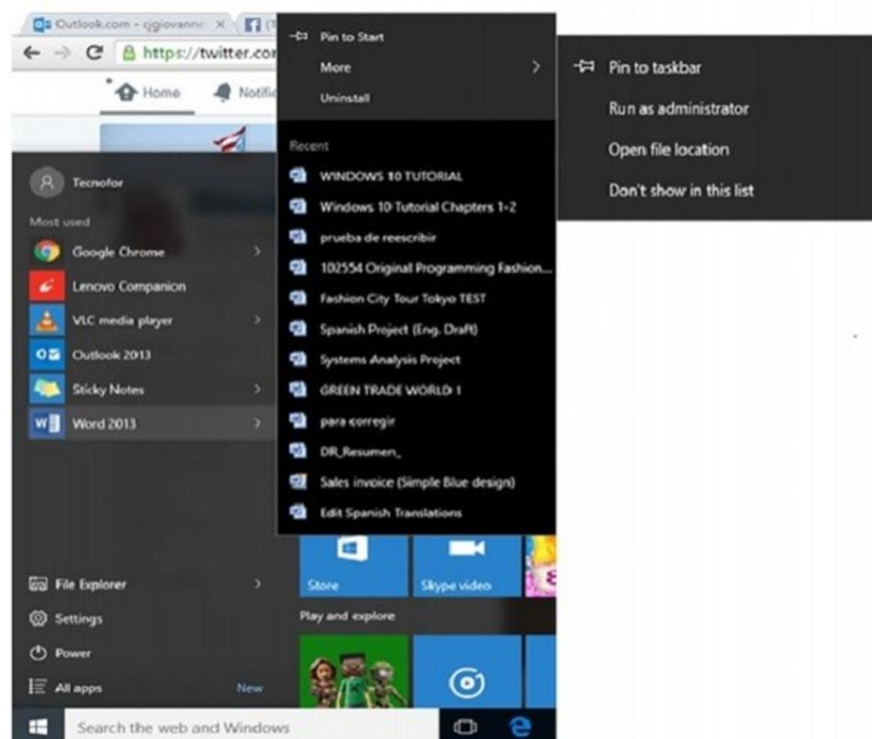 Outlook.com - cjgiovann
https://twitter.com
Home
Notific
Tecnofor
Most used
Google Chrome
Lenovo Companion
VLC media player
Outlook 2013
Sticky Notes
Word 2013
File Explorer
Settings
Power
All apps New
Search the web and Windows
Pin to Start
More
Uninstall
Recent
WINDOWS 10 TUTORIAL
Windows 10 Tutorial Chapters 1-2
prueba de reescribir
102554 Original Programming Fashion...
Fashion City Tour Tokyo TEST
Spanish Project (Eng. Draft)
Systems Analysis Project
GREEN TRADE WORLD 1
para corregir
DR_Resumen_
Sales invoice (Simple Blue design)
Edit Spanish Translations
Store
Skype video
Play and explore
Pin to taskbar
Run as administrator
Open file location
Don't show in this list